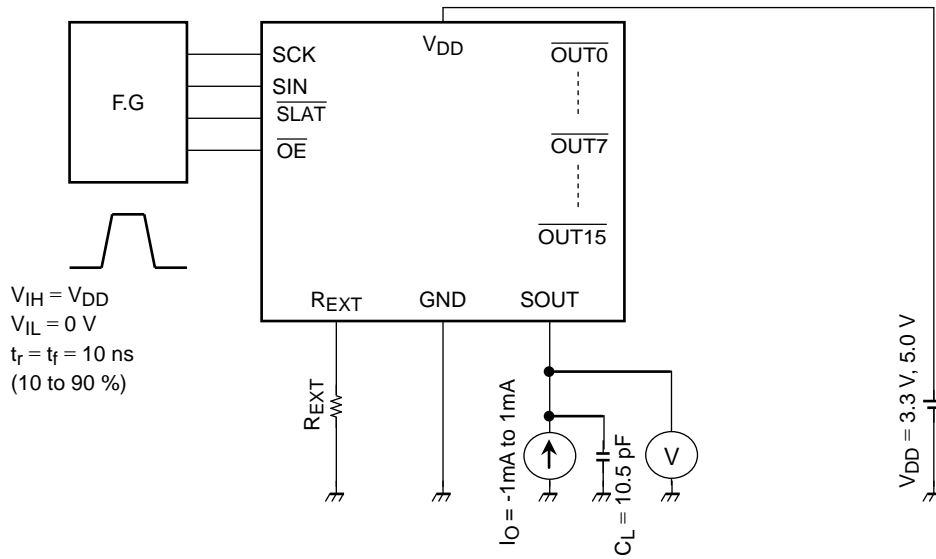 VDD
OUT0
SCK
SIN
SLAT
OE
F.G
OUT7
OUT15
VIH = VDD
VIL = 0 V
tr = tf = 10 ns
(10 to 90 %)
REXT
GND
SOUT
REXT
IO = -1mA to 1mA
CL = 10.5 pF
V
VDD = 3.3 V, 5.0 V